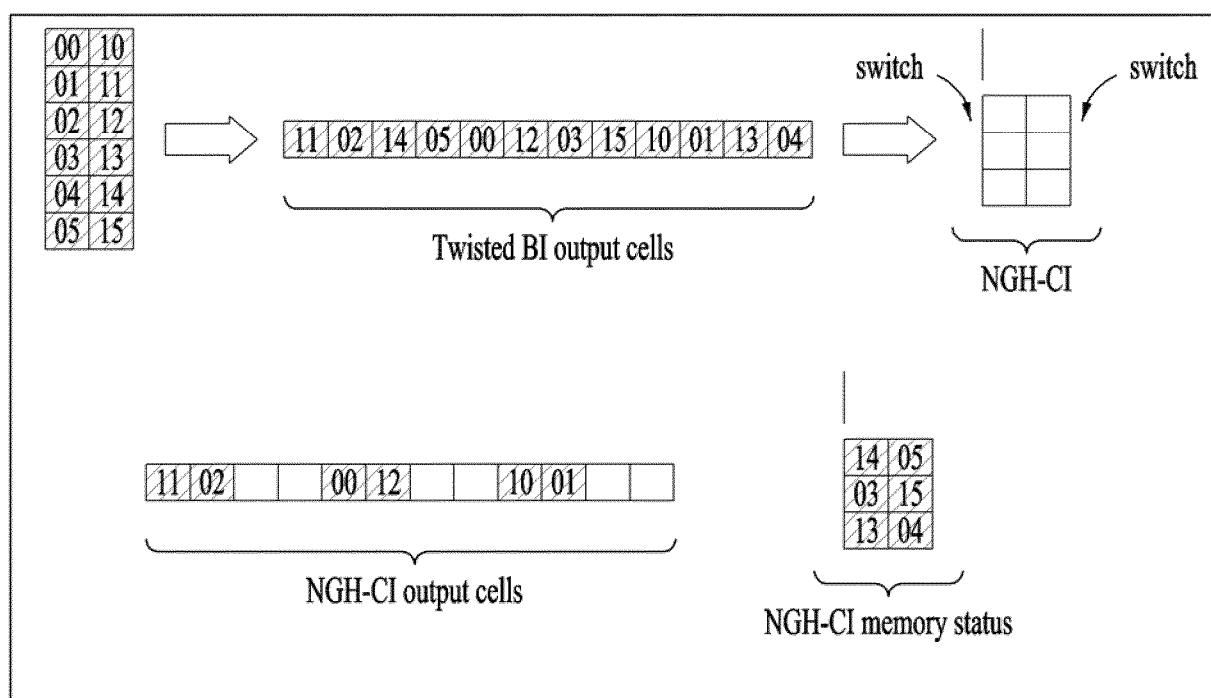 00 10
01 11
02 12
03 13
04 14
05 15
11 02 14 05 00 12 03 15 10 01 13 04
Twisted BI output cells
switch
switch
NGH-CI
11 02 00 12 10 01
NGH-CI output cells
14 05
03 15
13 04
NGH-CI memory status